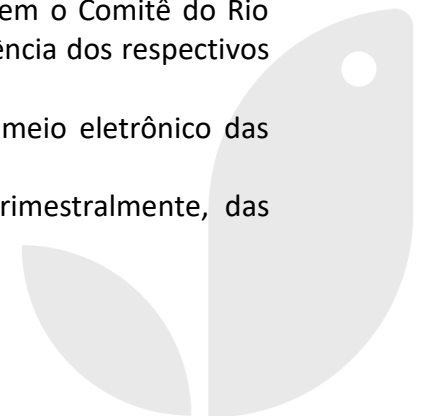 em o Comitê do Rio
ência dos respectivos
meio eletrônico das
rimestralmente, das